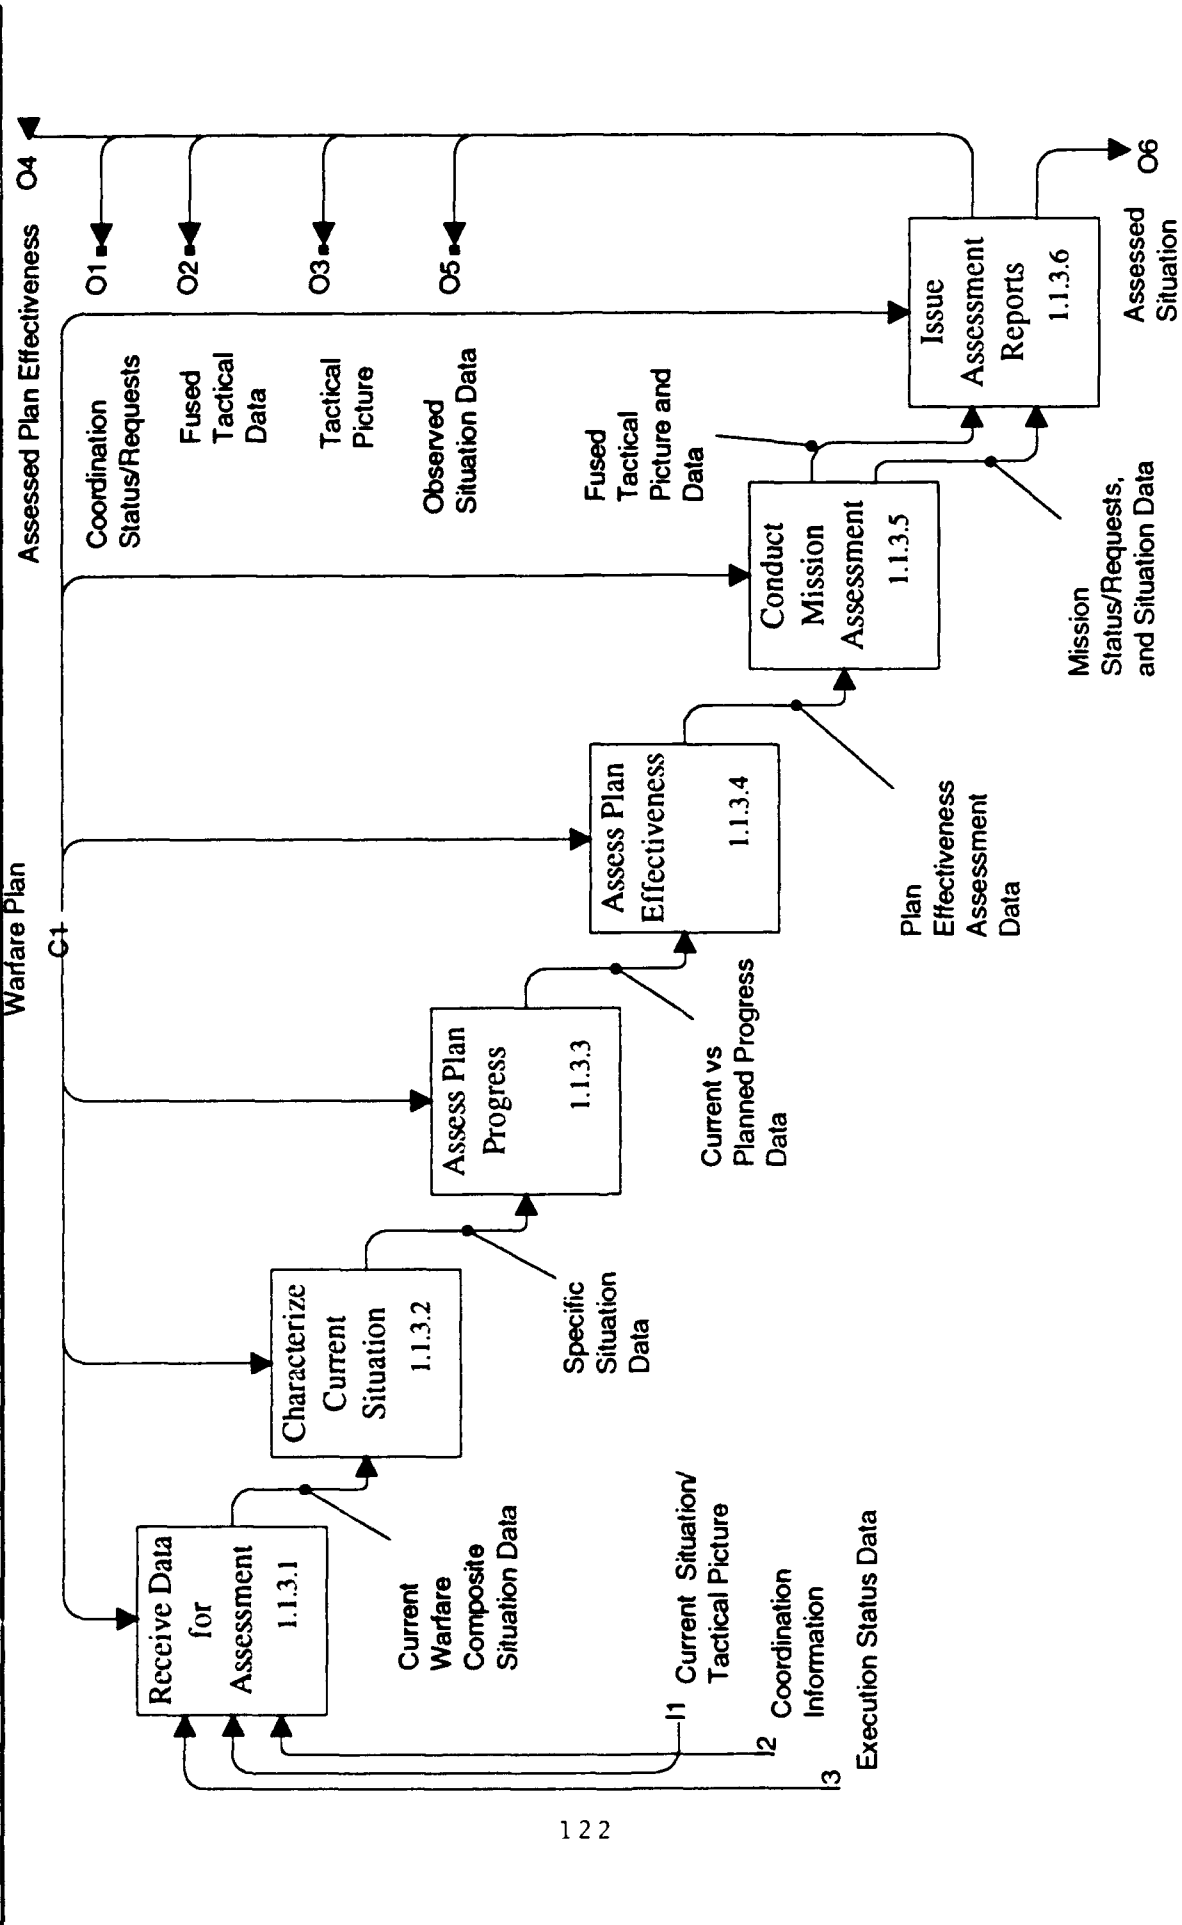 Warfare Plan
C1
Assessed Plan Effectiveness O4
Coordination
Status/Requests
O1
Fused
Tactical
Data
O2
Tactical
Picture
O3
Observed
Situation Data
O5
Receive Data
for
Assessment
1.1.3.1
Characterize
Current
Situation
1.1.3.2
Assess Plan
Progress
1.1.3.3
Assess Plan
Effectiveness
1.1.3.4
Conduct
Mission
Assessment
1.1.3.5
Issue
Assessment
Reports
1.1.3.6
Current
Warfare
Composite
Situation Data
Specific
Situation
Data
Current vs
Planned Progress
Data
Plan
Effectiveness
Assessment
Data
Fused
Tactical
Picture and
Data
Mission
Status/Requests,
and Situation Data
Assessed
Situation
O6
I1 Current Situation/
Tactical Picture
I2 Coordination
Information
I3 Execution Status Data
122